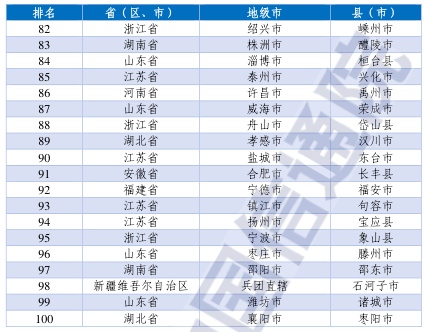 排名 省（区、市） 地级市 县（市）
82 浙江省 绍兴市 嵊州市
83 湖南省 株洲市 醴陵市
84 山东省 淄博市 桓台县
85 江苏省 泰州市 兴化市
86 河南省 许昌市 禹州市
87 山东省 威海市 荣成市
88 浙江省 舟山市 岱山县
89 湖北省 孝感市 汉川市
90 江苏省 盐城市 东台市
91 安徽省 合肥市 长丰县
92 福建省 宁德市 福安市
93 江苏省 镇江市 句容市
94 江苏省 扬州市 宝应县
95 浙江省 宁波市 象山县
96 山东省 枣庄市 滕州市
97 湖南省 邵阳市 邵东市
98 新疆维吾尔自治区 兵团直辖 石河子市
99 山东省 潍坊市 诸城市
100 湖北省 襄阳市 枣阳市
国信通院